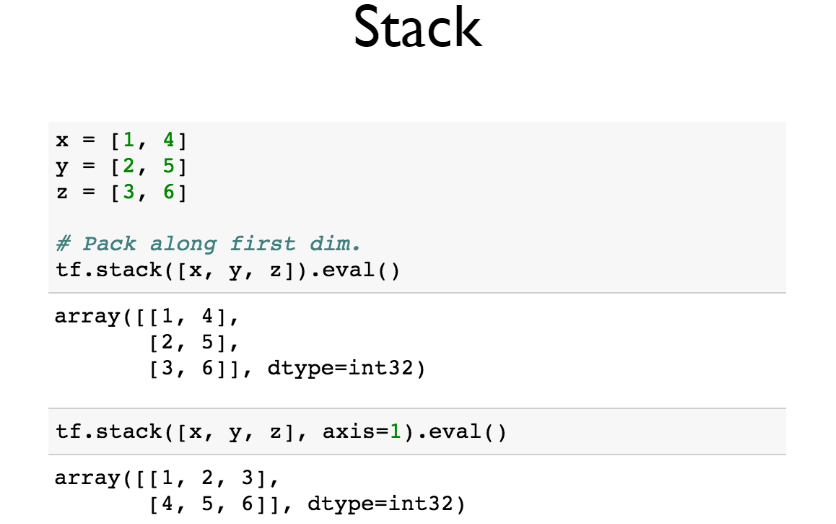 Stack
x = [1, 4]
y = [2, 5]
z = [3, 6]
# Pack along first dim.
tf.stack([x, y, z]).eval()
array([[1, 4],
       [2, 5],
       [3, 6]], dtype=int32)
tf.stack([x, y, z], axis=1).eval()
array([[1, 2, 3],
       [4, 5, 6]], dtype=int32)